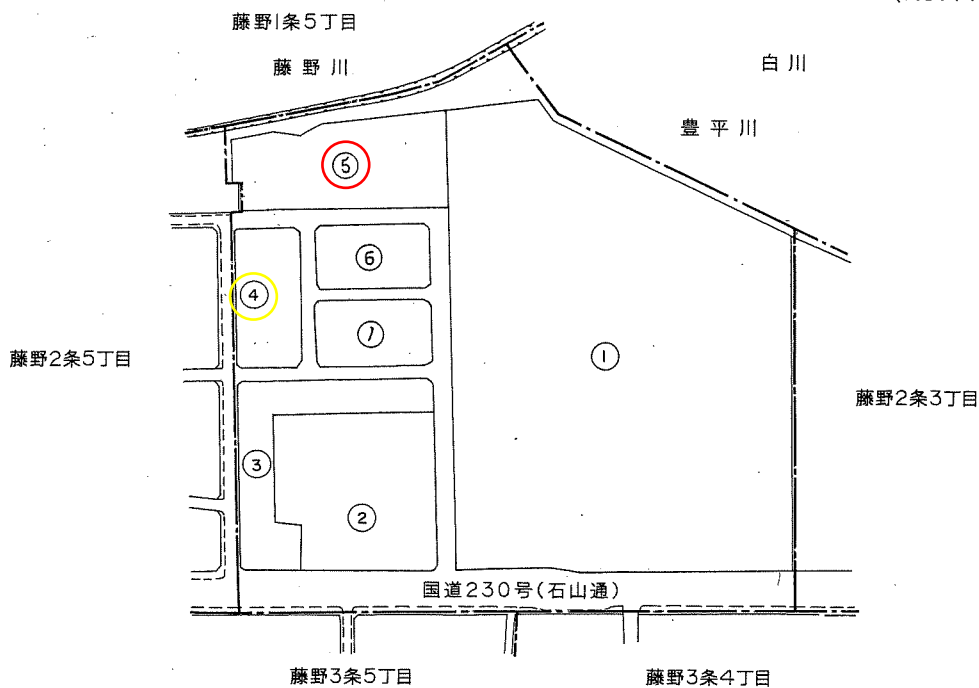 藤野1条5丁目
藤野川
白川
豊平川
⑤
⑥
④
⑦
①
藤野2条5丁目
藤野2条3丁目
③
②
国道230号(石山通)
藤野3条5丁目
藤野3条4丁目